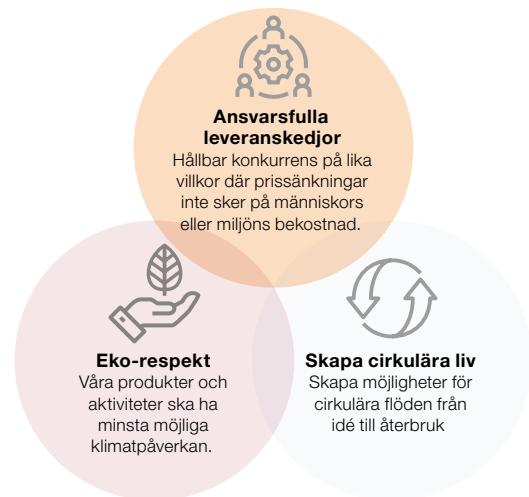 Ansvarsfulla
leveranskedjor
Hållbar konkurrens på lika
villkor där prissänkningar
inte sker på människors
eller miljöns bekostnad.
Eko-respekt
Våra produkter och
aktiviteter ska ha
minsta möjliga
klimatpåverkan.
Skapa cirkulära liv
Skapa möjligheter för
cirkulära flöden från
idé till återbruk